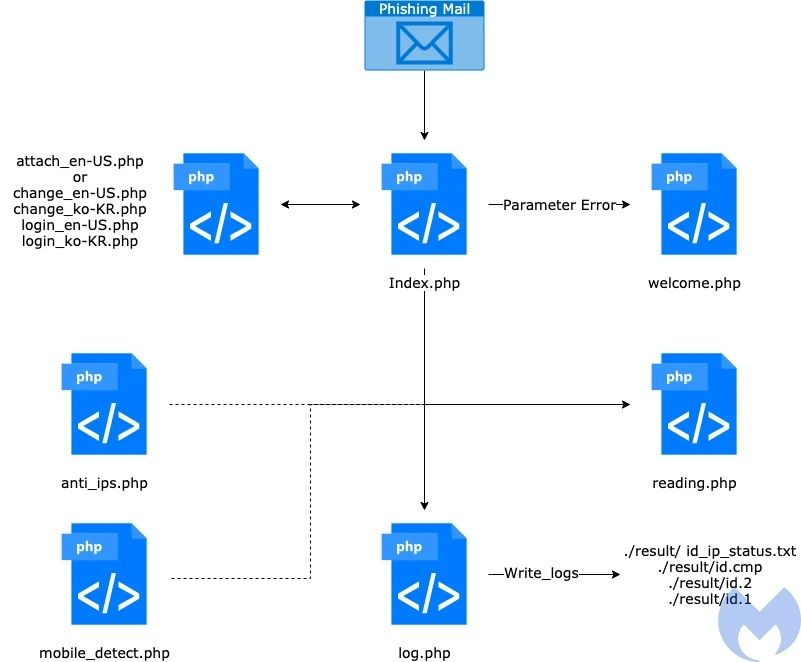 Phishing Mail
attach_en-US.php
or
change_en-US.php
change_ko-KR.php
login_en-US.php
login_ko-KR.php
php
</>
php
</>
Index.php
Parameter Error
php
</>
welcome.php
php
</>
anti_ips.php
php
</>
reading.php
php
</>
mobile_detect.php
php
</>
log.php
Write_logs
./result/ id_ip_status.txt
./result/id.cmp
./result/id.2
./result/id.1